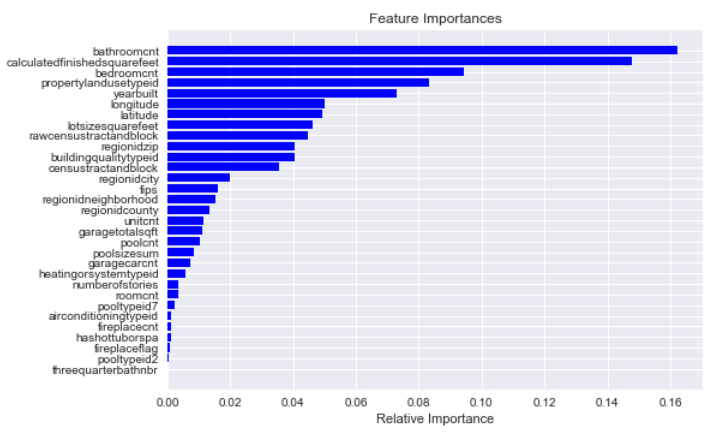 Feature Importances
bathroomcnt
calculatedfinishedsquarefeet
bedroomcnt
propertylandusetypeid
yearbuilt
longitude
latitude
lotsizesquarefeet
rawcensustractandblock
regionidzip
buildingqualitytypeid
censustractandblock
regionidcity
fips
regionidneighborhood
regionidcounty
unitcnt
garagetotalsqft
poolcnt
poolsizesum
garagecarcnt
heatingorsystemtypeid
numberofstories
roomcnt
pooltypeid7
airconditioningtypeid
fireplacecnt
hashottuborspa
fireplaceflag
pooltypeid2
threequarterbathnbr
0.00 0.02 0.04 0.06 0.08 0.10 0.12 0.14 0.16
Relative Importance